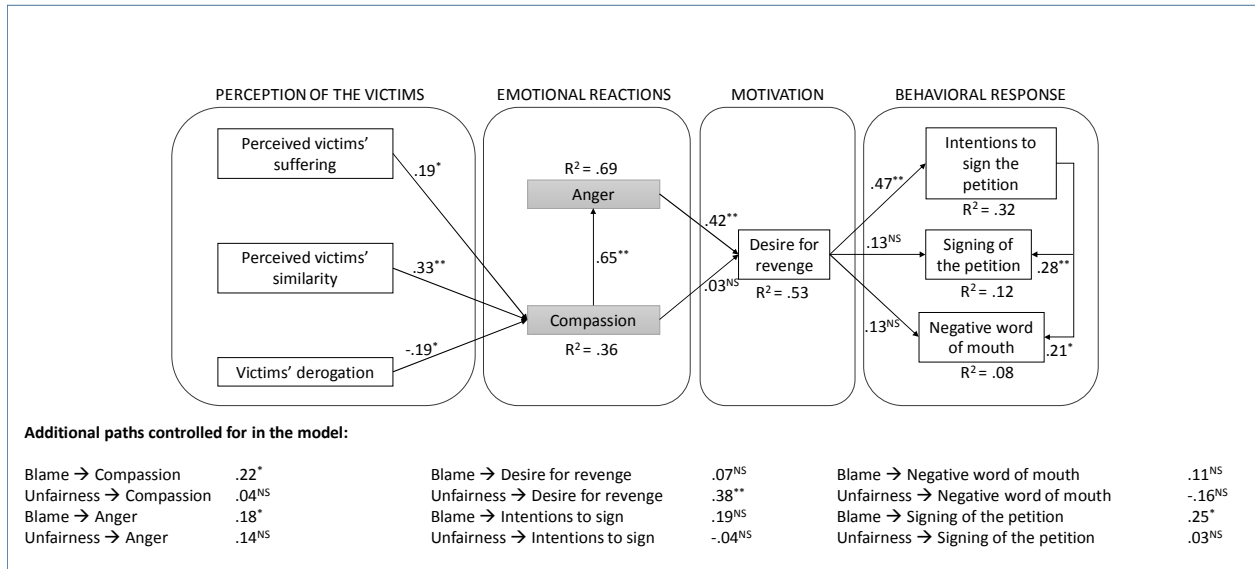 PERCEPTION OF THE VICTIMS
EMOTIONAL REACTIONS
MOTIVATION
BEHAVIORAL RESPONSE
Perceived victims'
suffering
.19*
Perceived victims'
similarity
.33**
Victims' derogation
-.19*
R² = .69
Anger
.65**
Compassion
R² = .36
.42**
.03NS
Desire for
revenge
R² = .53
.47**
.13NS
.13NS
Intentions to
sign the
petition
R² = .32
Signing of
the petition
.28**
R² = .12
Negative word
of mouth
.21*
R² = .08
Additional paths controlled for in the model:
Blame → Compassion .22*
Unfairness → Compassion .04NS
Blame → Anger .18*
Unfairness → Anger .14NS
Blame → Desire for revenge .07NS
Unfairness → Desire for revenge .38**
Blame → Intentions to sign .19NS
Unfairness → Intentions to sign -.04NS
Blame → Negative word of mouth .11NS
Unfairness → Negative word of mouth -.16NS
Blame → Signing of the petition .25*
Unfairness → Signing of the petition .03NS